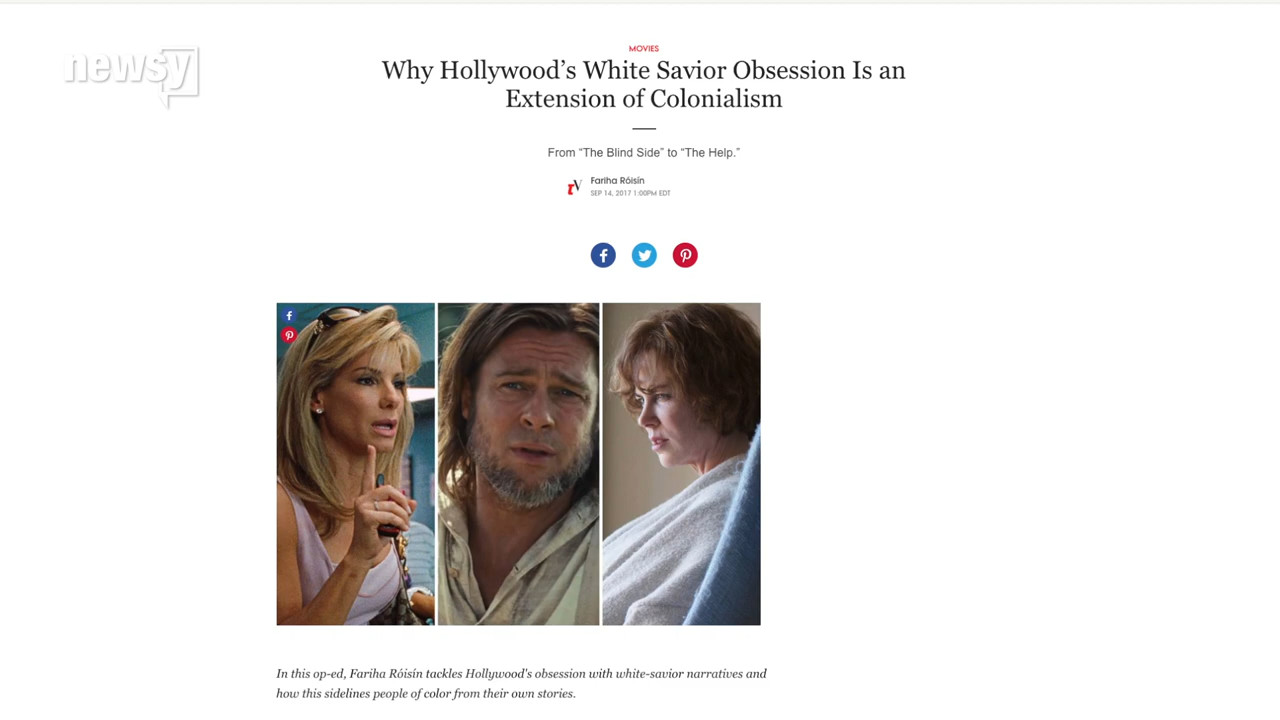 newsy
MOVIES
Why Hollywood's White Savior Obsession Is an
Extension of Colonialism
From “The Blind Side” to “The Help.”
tV
Fariha Róisín
SEP 14, 2017 1:00PM EDT
In this op-ed, Fariha Róisín tackles Hollywood's obsession with white-savior narratives and
how this sidelines people of color from their own stories.